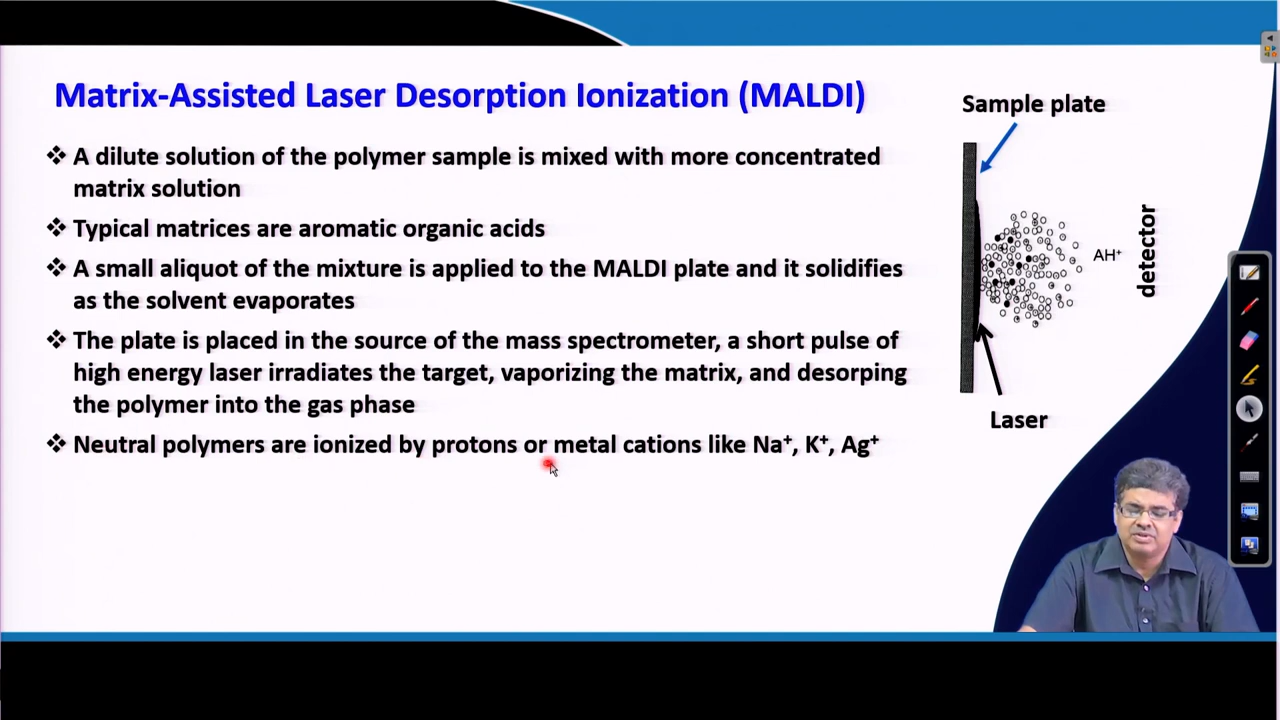 Matrix-Assisted Laser Desorption Ionization (MALDI)
❖ A dilute solution of the polymer sample is mixed with more concentrated
matrix solution
❖ Typical matrices are aromatic organic acids
❖ A small aliquot of the mixture is applied to the MALDI plate and it solidifies
as the solvent evaporates
❖ The plate is placed in the source of the mass spectrometer, a short pulse of
high energy laser irradiates the target, vaporizing the matrix, and desorping
the polymer into the gas phase
❖ Neutral polymers are ionized by protons or metal cations like Na⁺, K⁺, Ag⁺
Sample plate
AH⁺
detector
Laser